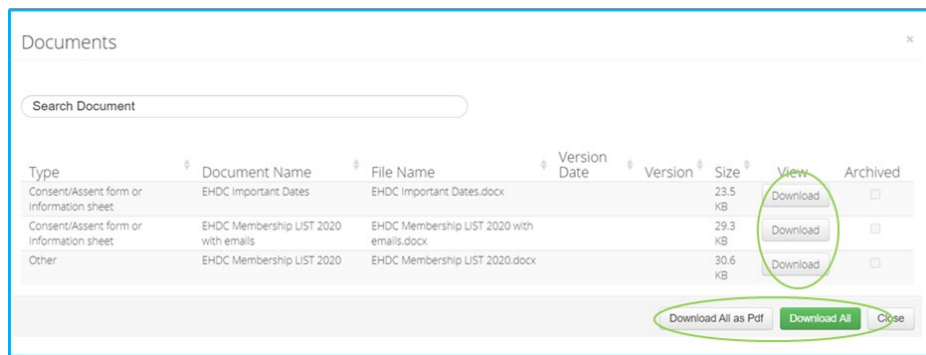 Documents
×
Search Document
Type Document Name File Name Version Date Version Size View Archived
Consent/Assent form or EHDC Important Dates EHDC Important Dates.docx 23.5 Download
Information sheet KB
Consent/Assent form or EHDC Membership LIST 2020 EHDC Membership LIST 2020 with 29.3 Download
Information sheet with emails emails.docx KB
Other EHDC Membership LIST 2020 EHDC Membership LIST 2020.docx 30.6 Download
KB
Download All as Pdf Download All Close